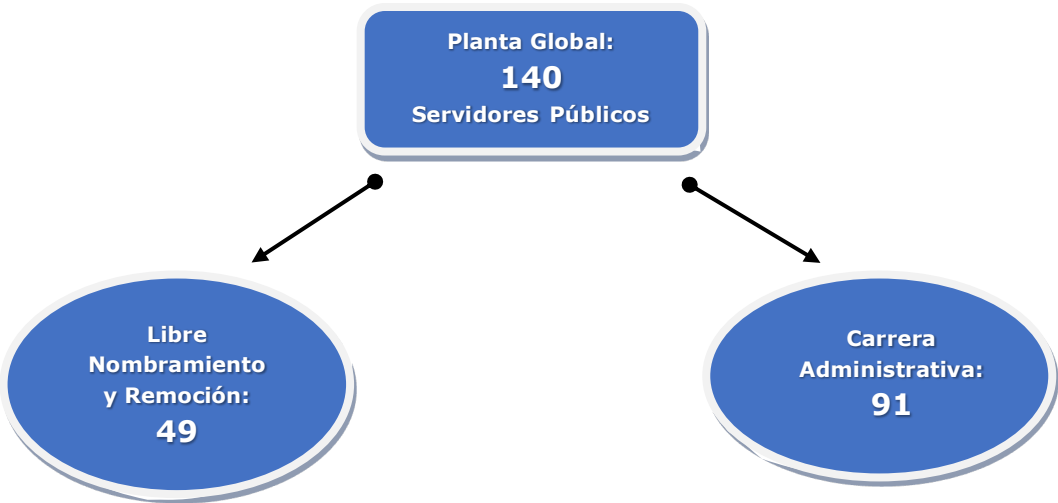 Planta Global:
140
Servidores Públicos
Libre
Nombramiento
y Remoción:
49
Carrera
Administrativa:
91